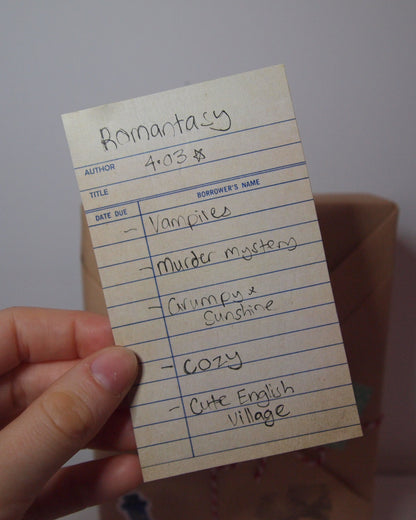 Romantasy
AUTHOR
4.03 ☆
TITLE
DATE DUE BORROWER'S NAME
- Vampires
- Murder mystery
- Grumpy x
Sunshine
- Cozy
- Cute English
Village